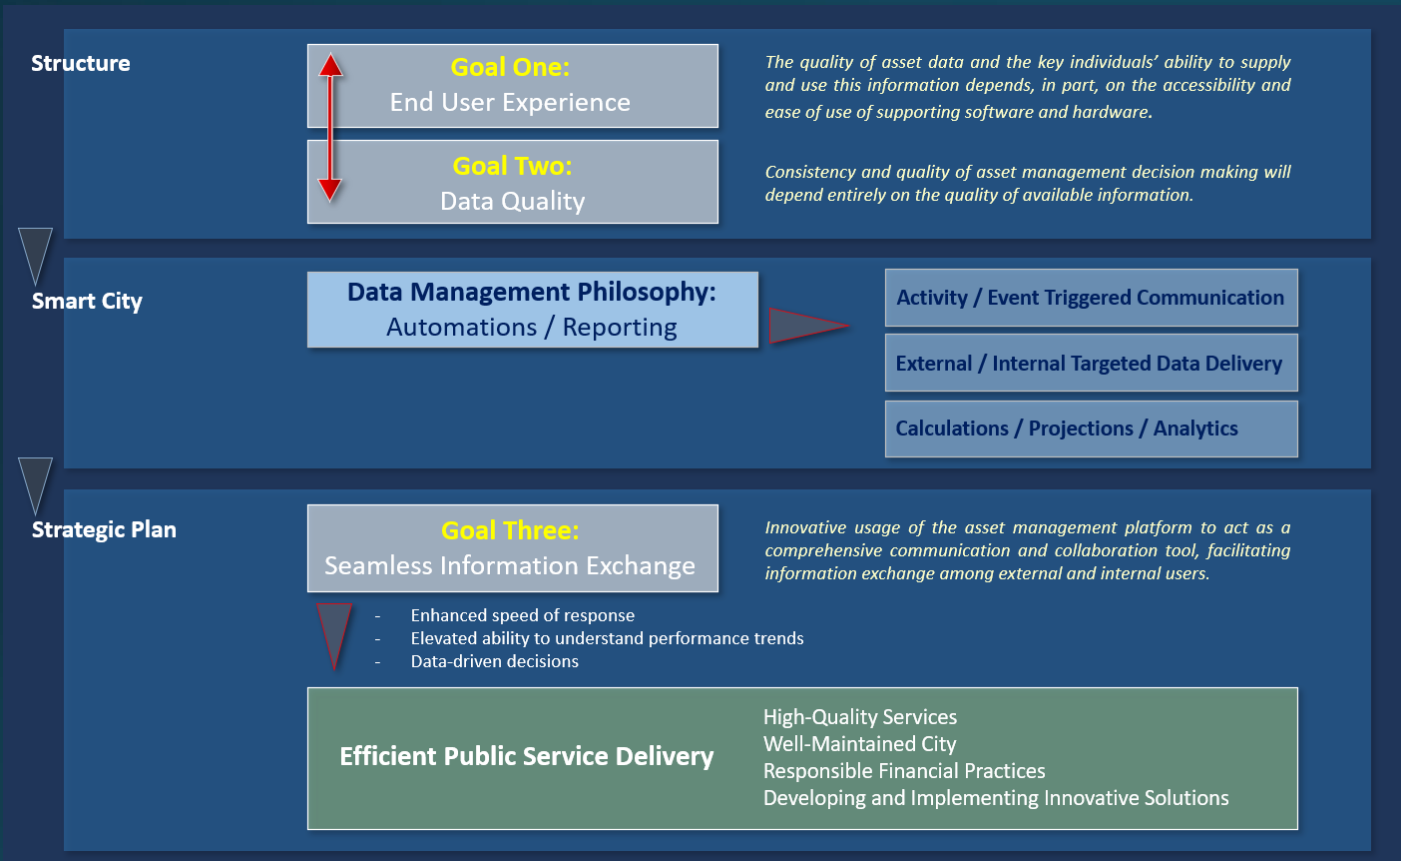 Structure
Goal One:
End User Experience
The quality of asset data and the key individuals’ ability to supply
and use this information depends, in part, on the accessibility and
ease of use of supporting software and hardware.
Goal Two:
Data Quality
Consistency and quality of asset management decision making will
depend entirely on the quality of available information.
Smart City
Data Management Philosophy:
Automations / Reporting
Activity / Event Triggered Communication
External / Internal Targeted Data Delivery
Calculations / Projections / Analytics
Strategic Plan
Goal Three:
Seamless Information Exchange
Innovative usage of the asset management platform to act as a
comprehensive communication and collaboration tool, facilitating
information exchange among external and internal users.
- Enhanced speed of response
- Elevated ability to understand performance trends
- Data-driven decisions
Efficient Public Service Delivery
High-Quality Services
Well-Maintained City
Responsible Financial Practices
Developing and Implementing Innovative Solutions